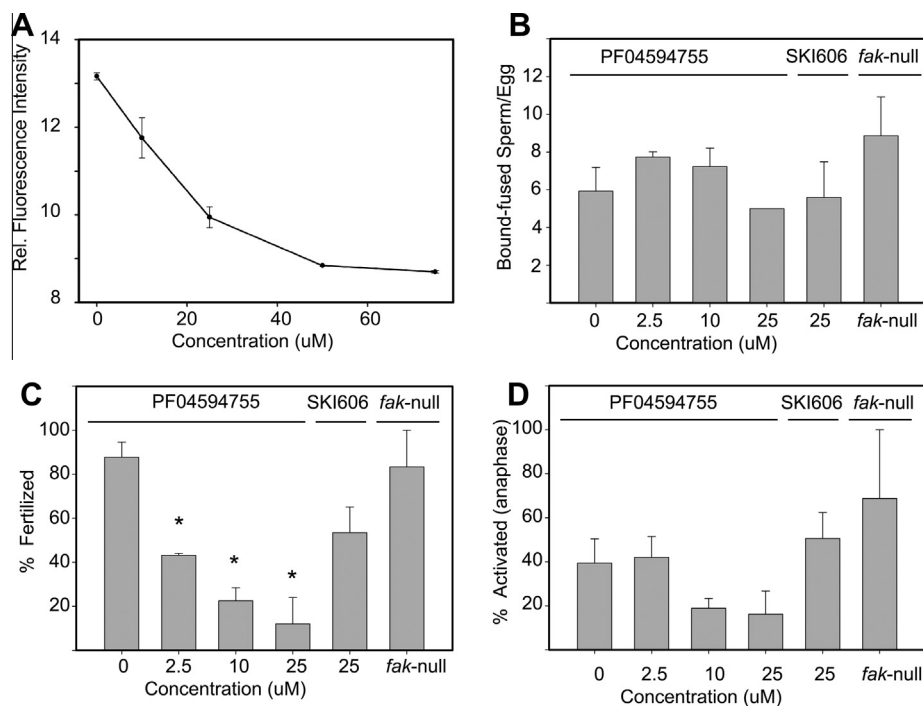 A
Rel. Fluorescence Intensity
14
12
10
8
0
20
40
60
Concentration (uM)
B
Bound-fused Sperm/Egg
12
10
8
6
4
2
PF04594755
SKI606
fak-null
0
2.5
10
25
25
fak-null
Concentration (uM)
C
% Fertilized
100
80
60
40
20
PF04594755
SKI606
fak-null
*
*
*
0
2.5
10
25
25
fak-null
Concentration (uM)
D
% Activated (anaphase)
100
80
60
40
20
PF04594755
SKI606
fak-null
0
2.5
10
25
25
fak-null
Concentration (uM)